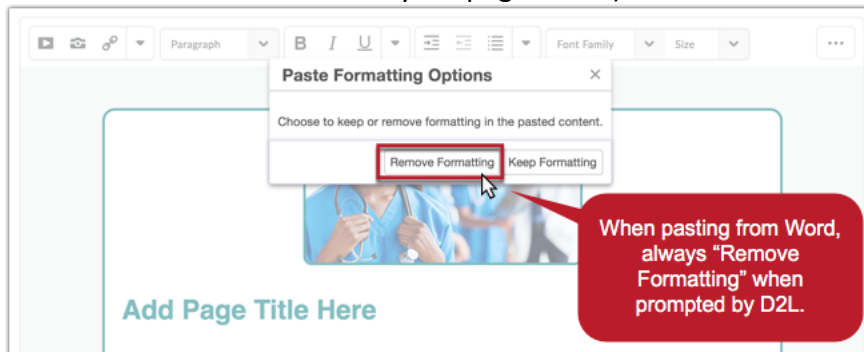 Paragraph B I U Font Family Size ...
Paste Formatting Options ×
Choose to keep or remove formatting in the pasted content.
Remove Formatting Keep Formatting
When pasting from Word,
always “Remove
Formatting” when
prompted by D2L.
Add Page Title Here